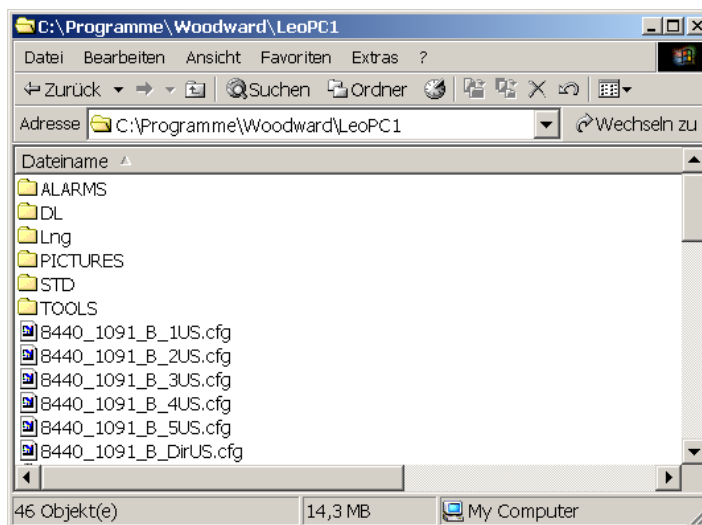 C:\Programme\Woodward\LeoPC1
Datei Bearbeiten Ansicht Favoriten Extras ?
Zurück Suchen Ordner
Adresse C:\Programme\Woodward\LeoPC1 Wechseln zu
Dateiname
ALARMS
DL
Lng
PICTURES
STD
TOOLS
8440_1091_B_1US.cfg
8440_1091_B_2US.cfg
8440_1091_B_3US.cfg
8440_1091_B_4US.cfg
8440_1091_B_5US.cfg
8440_1091_B_DirUS.cfg
46 Objekt(e) 14,3 MB My Computer